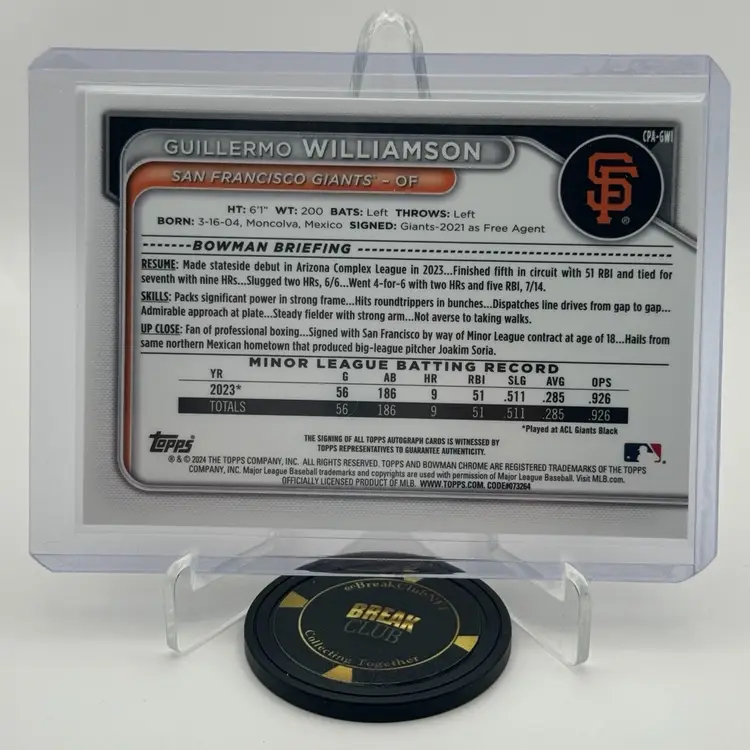 CPA-GWI
GUILLERMO WILLIAMSON
SAN FRANCISCO GIANTS™ - OF
SF
HT: 6'1" WT: 200 BATS: Left THROWS: Left
BORN: 3-16-04, Moncolva, Mexico SIGNED: Giants-2021 as Free Agent
BOWMAN BRIEFING
RESUME: Made stateside debut in Arizona Complex League in 2023...Finished fifth in circuit with 51 RBI and tied for
seventh with nine HRs...Slugged two HRs, 6/6...Went 4-for-6 with two HRs and five RBI, 7/14.
SKILLS: Packs significant power in strong frame...Hits roundtrippers in bunches...Dispatches line drives from gap to gap...
Admirable approach at plate...Steady fielder with strong arm...Not averse to taking walks.
UP CLOSE: Fan of professional boxing...Signed with San Francisco by way of Minor League contract at age of 18...Hails from
same northern Mexican hometown that produced big-league pitcher Joakim Soria.
MINOR LEAGUE BATTING RECORD
YR G AB HR RBI SLG AVG OPS
2023* 56 186 9 51 .511 .285 .926
TOTALS 56 186 9 51 .511 .285 .926
*Played at ACL Giants Black
Topps
THE SIGNING OF ALL TOPPS AUTOGRAPH CARDS IS WITNESSED BY
TOPPS REPRESENTATIVES TO GUARANTEE AUTHENTICITY.
® & © 2024 THE TOPPS COMPANY, INC. ALL RIGHTS RESERVED. TOPPS AND BOWMAN CHROME ARE REGISTERED TRADEMARKS OF THE TOPPS
COMPANY, INC. Major League Baseball trademarks and copyrights are used with permission of Major League Baseball. Visit MLB.com.
OFFICIALLY LICENSED PRODUCT OF MLB. WWW.TOPPS.COM. CODE#073264
BREAK
CLUB
Collecting Together